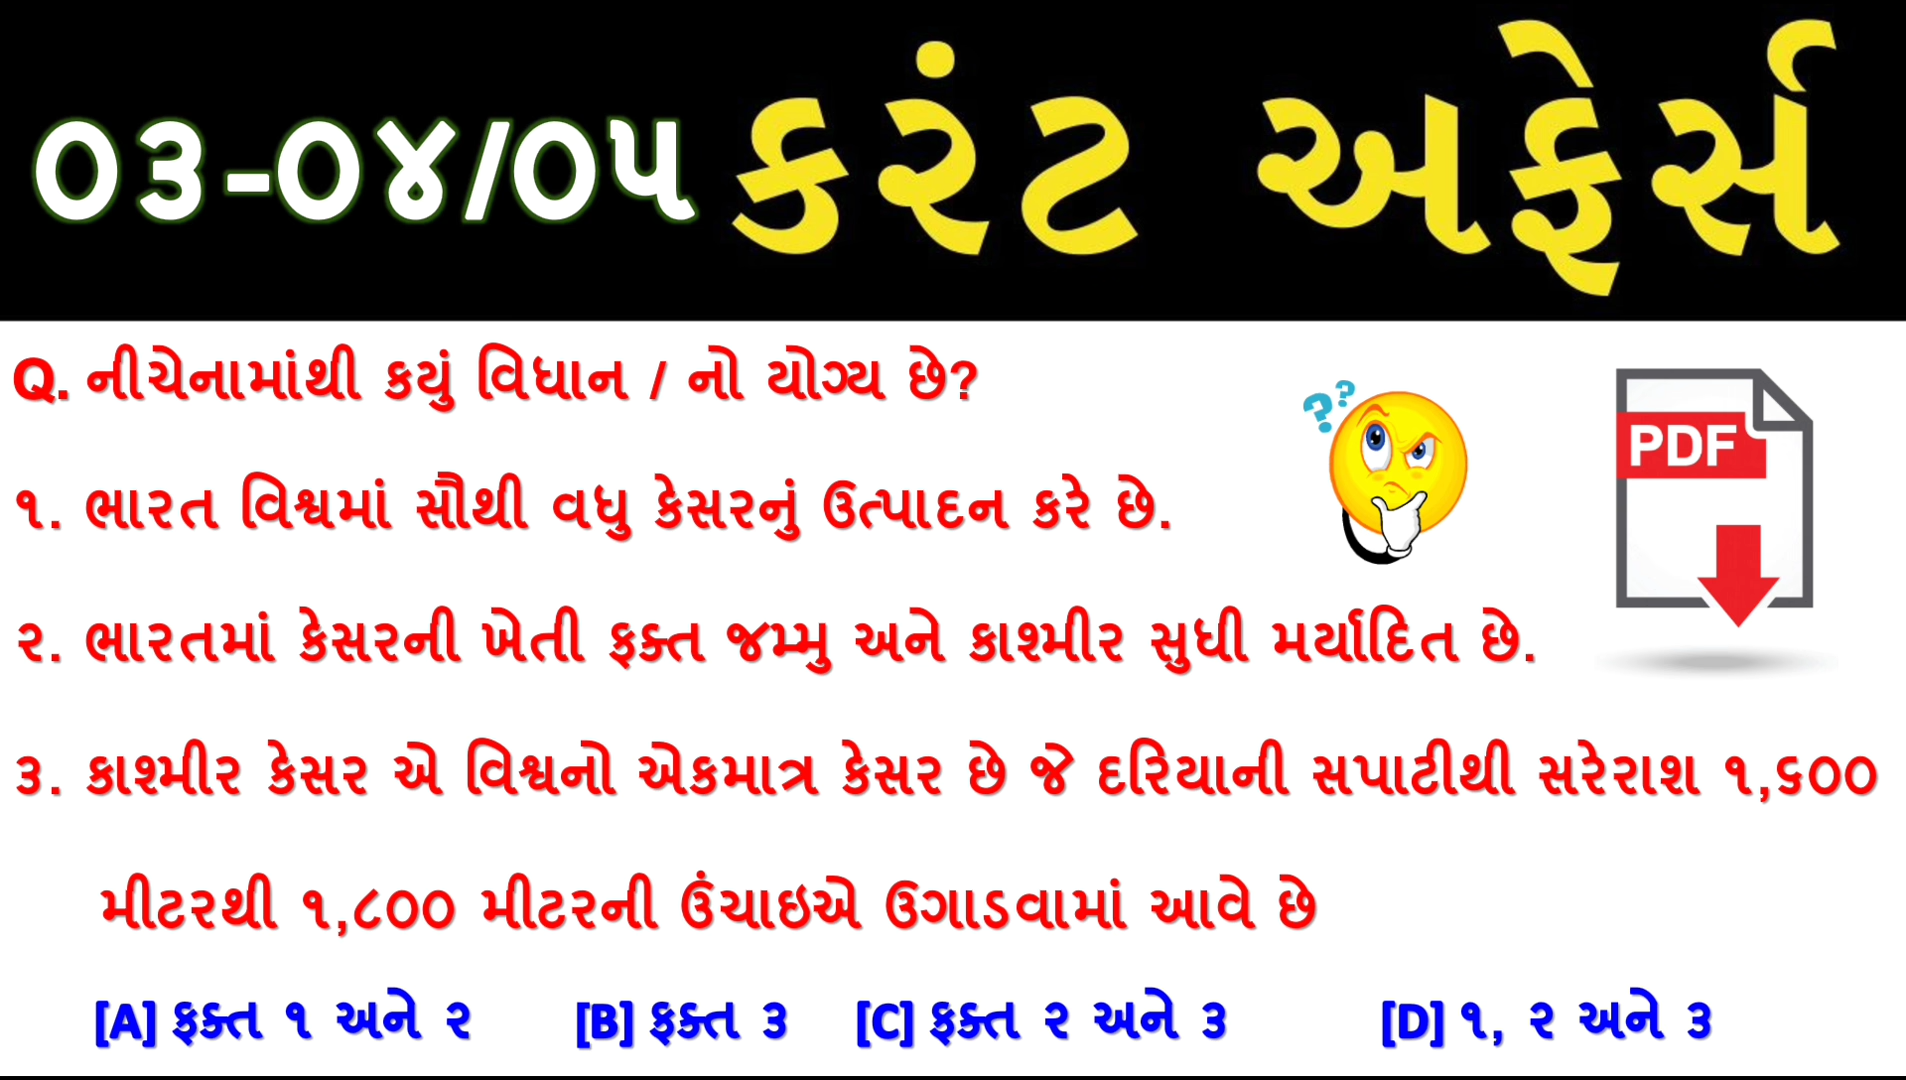 ૦૩-૦૪/૦૫ કરંટ અફેર્સ
Q. નીચેનામાંથી કયું વિધાન / નો યોગ્ય છે?
??
PDF
૧. ભારત વિશ્વમાં સૌથી વધુ કેસરનું ઉત્પાદન કરે છે.
૨. ભારતમાં કેસરની ખેતી ફક્ત જમ્મુ અને કાશ્મીર સુધી મર્યાદિત છે.
૩. કાશ્મીર કેસર એ વિશ્વનો એકમાત્ર કેસર છે જે દરિયાની સપાટીથી સરેરાશ ૧,૬૦૦
મીટરથી ૧,૮૦૦ મીટરની ઉંચાઇએ ઉગાડવામાં આવે છે
[A] ફક્ત ૧ અને ૨ [B] ફક્ત ૩ [C] ફક્ત ૨ અને ૩ [D] ૧, ૨ અને ૩